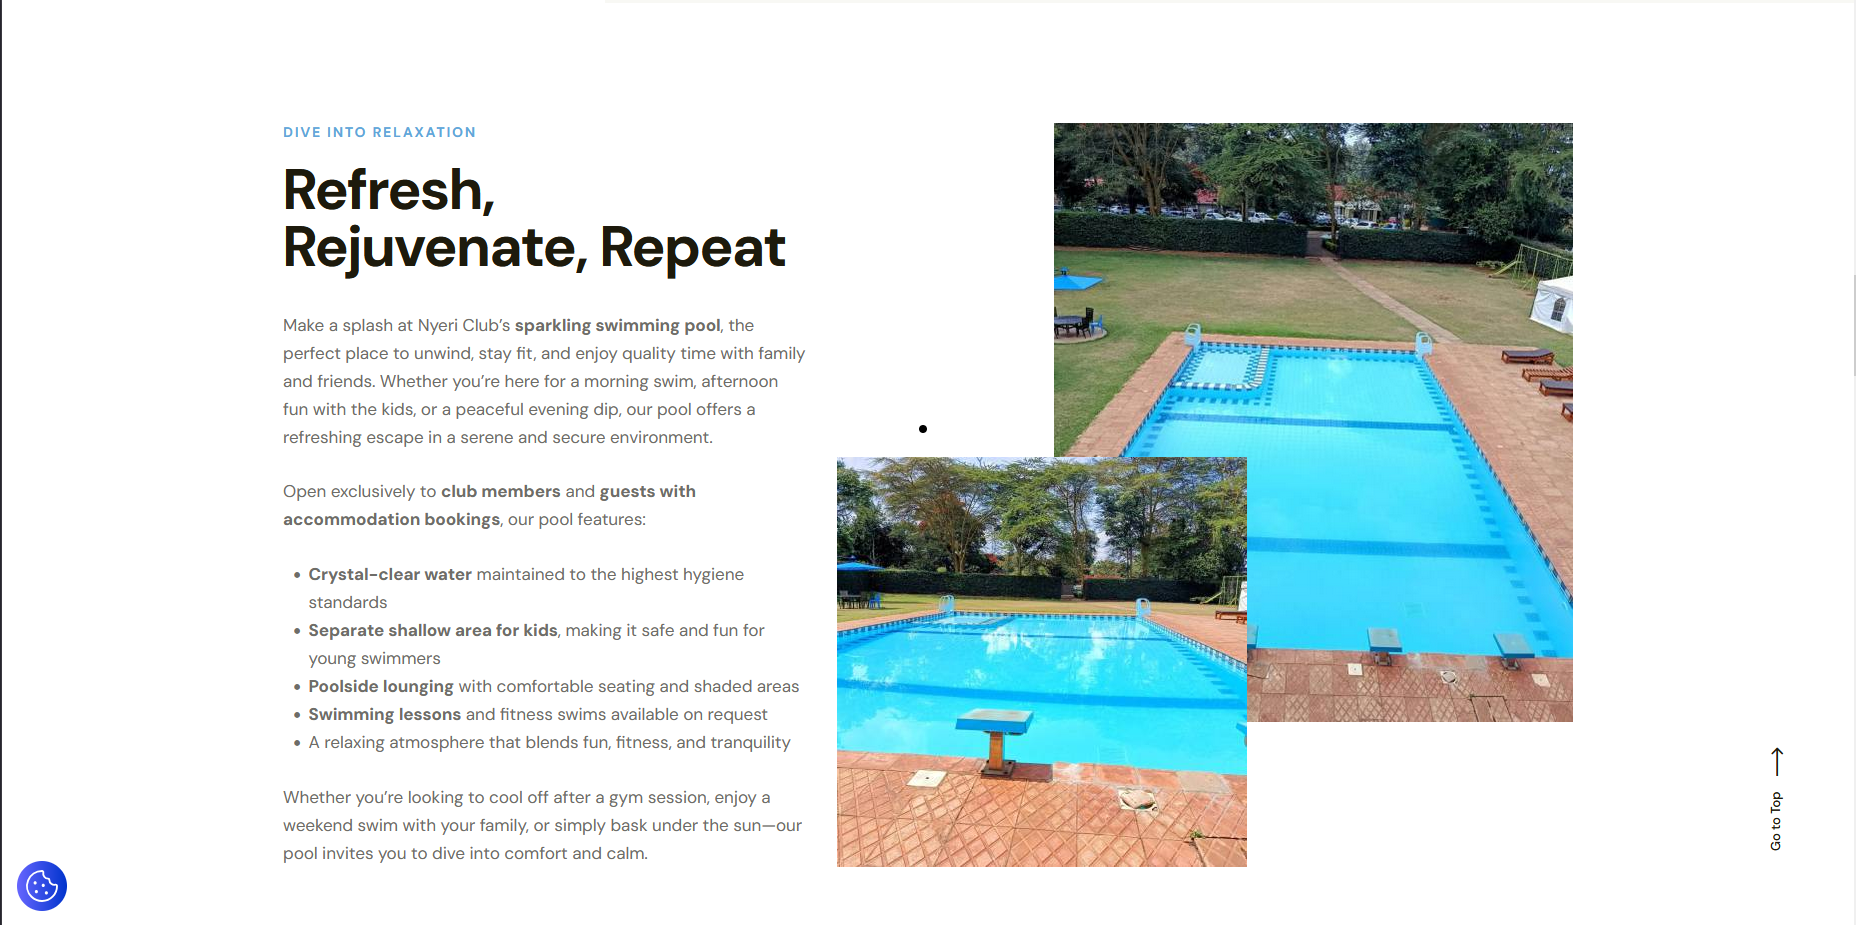 DIVE INTO RELAXATION
Refresh,
Rejuvenate, Repeat
Make a splash at Nyeri Club’s sparkling swimming pool, the
perfect place to unwind, stay fit, and enjoy quality time with family
and friends. Whether you’re here for a morning swim, afternoon
fun with the kids, or a peaceful evening dip, our pool offers a
refreshing escape in a serene and secure environment.
Open exclusively to club members and guests with
accommodation bookings, our pool features:
• Crystal-clear water maintained to the highest hygiene
standards
• Separate shallow area for kids, making it safe and fun for
young swimmers
• Poolside lounging with comfortable seating and shaded areas
• Swimming lessons and fitness swims available on request
• A relaxing atmosphere that blends fun, fitness, and tranquility
Whether you’re looking to cool off after a gym session, enjoy a
weekend swim with your family, or simply bask under the sun—our
pool invites you to dive into comfort and calm.
Go to Top